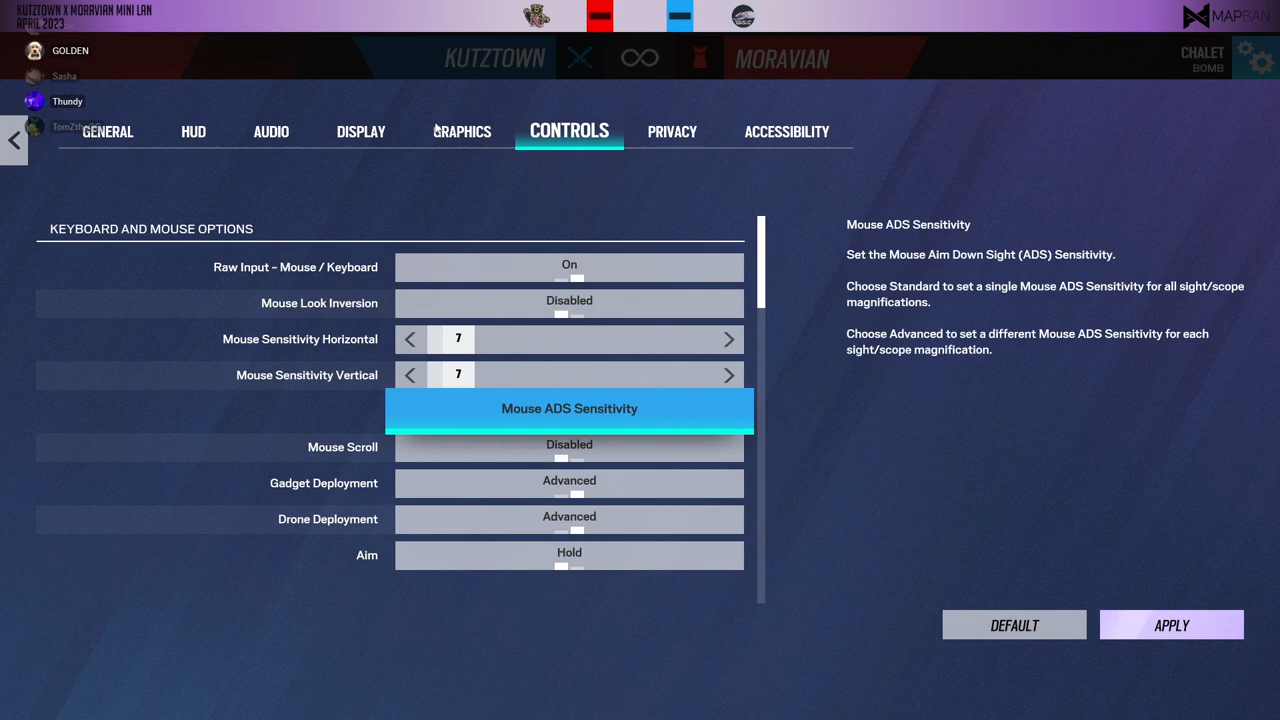 KUTZTOWN X MORAVIAN MINI LAN
APRIL 2023
MAPBAN
GOLDEN
Sasha
Thundy
KUTZTOWN
MORAVIAN
CHALET
BOMB
GENERAL
HUD
AUDIO
DISPLAY
GRAPHICS
CONTROLS
PRIVACY
ACCESSIBILITY
KEYBOARD AND MOUSE OPTIONS
Raw Input - Mouse / Keyboard
On
Mouse Look Inversion
Disabled
Mouse Sensitivity Horizontal
7
Mouse Sensitivity Vertical
7
Mouse ADS Sensitivity
Mouse Scroll
Disabled
Gadget Deployment
Advanced
Drone Deployment
Advanced
Aim
Hold
Mouse ADS Sensitivity
Set the Mouse Aim Down Sight (ADS) Sensitivity.
Choose Standard to set a single Mouse ADS Sensitivity for all sight/scope
magnifications.
Choose Advanced to set a different Mouse ADS Sensitivity for each
sight/scope magnification.
DEFAULT
APPLY